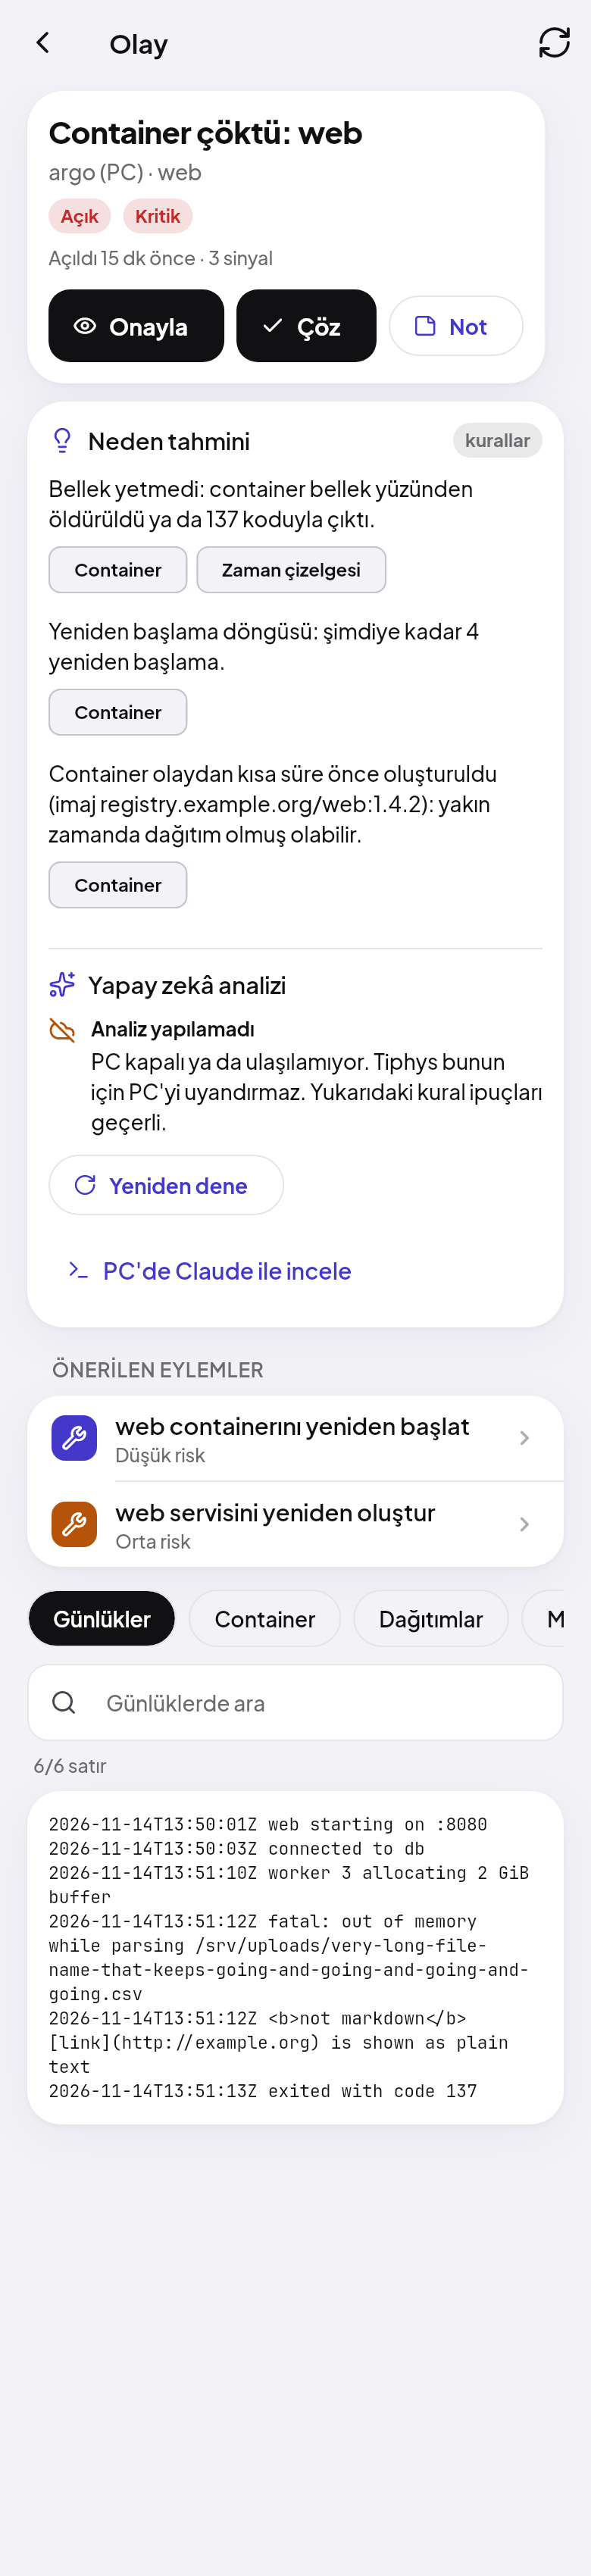 Olay
Container çöktü: web
argo (PC) · web
Açık
Kritik
Açıldı 15 dk önce · 3 sinyal
Onayla
Çöz
Not
Neden tahmini
kurallar
Bellek yetmedi: container bellek yüzünden
öldürüldü ya da 137 koduyla çıktı.
Container
Zaman çizelgesi
Yeniden başlama döngüsü: şimdiye kadar 4
yeniden başlama.
Container
Container olaydan kısa süre önce oluşturuldu
(imaj registry.example.org/web:1.4.2): yakın
zamanda dağıtım olmuş olabilir.
Container
Yapay zekâ analizi
Analiz yapılamadı
PC kapalı ya da ulaşılamıyor. Tiphys bunun
için PC'yi uyandırmaz. Yukarıdaki kural ipuçları
geçerli.
Yeniden dene
PC'de Claude ile incele
ÖNERİLEN EYLEMLER
web containerını yeniden başlat
Düşük risk
web servisini yeniden oluştur
Orta risk
Günlükler
Container
Dağıtımlar
M
Günlüklerde ara
6/6 satır
2026-11-14T13:50:01Z web starting on :8080
2026-11-14T13:50:03Z connected to db
2026-11-14T13:51:10Z worker 3 allocating 2 GiB
buffer
2026-11-14T13:51:12Z fatal: out of memory
while parsing /srv/uploads/very-long-file-
name-that-keeps-going-and-going-and-going-and-
going.csv
2026-11-14T13:51:12Z <b>not markdown</b>
[link](http://example.org) is shown as plain
text
2026-11-14T13:51:13Z exited with code 137